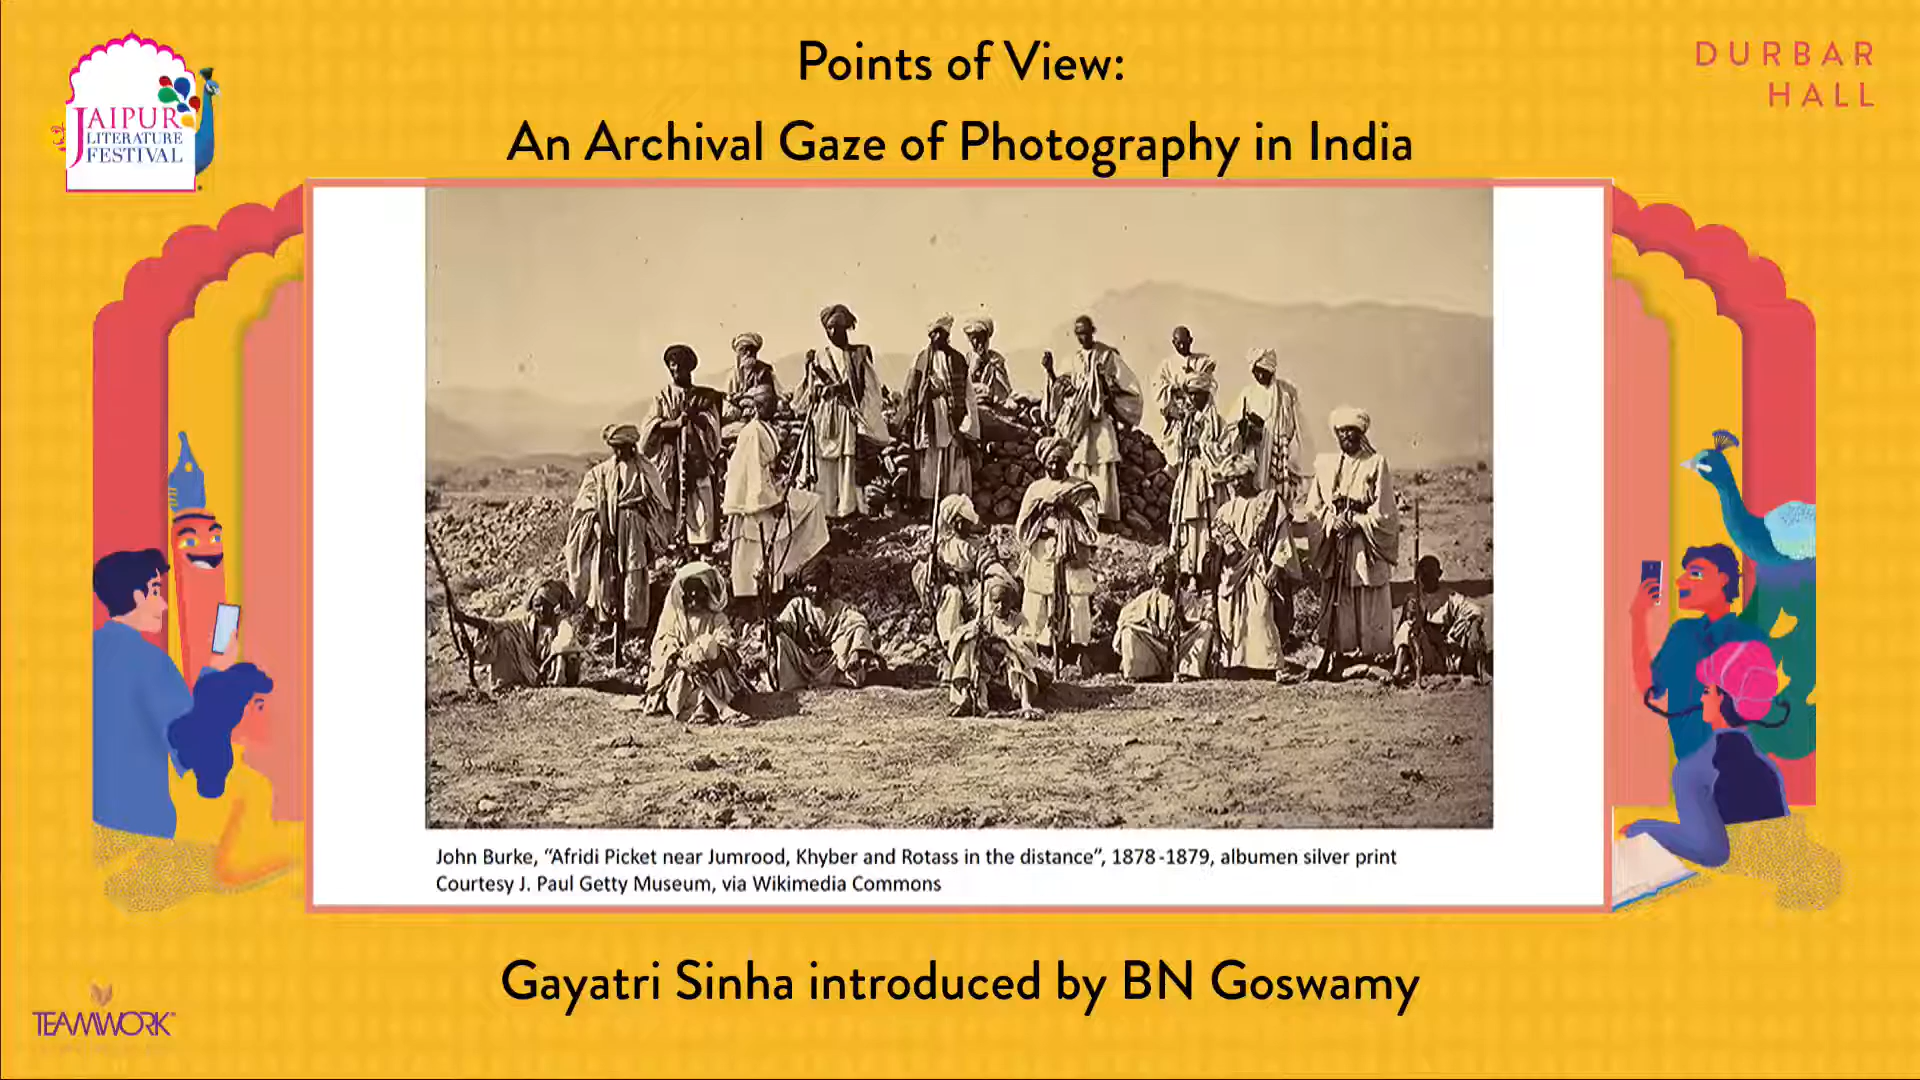 Points of View:
An Archival Gaze of Photography in India
DURBAR
HALL
JAIPUR
LITERATURE
FESTIVAL
John Burke, “Afridi Picket near Jumrood, Khyber and Rotass in the distance”, 1878-1879, albumen silver print
Courtesy J. Paul Getty Museum, via Wikimedia Commons
Gayatri Sinha introduced by BN Goswamy
TEAMWORK